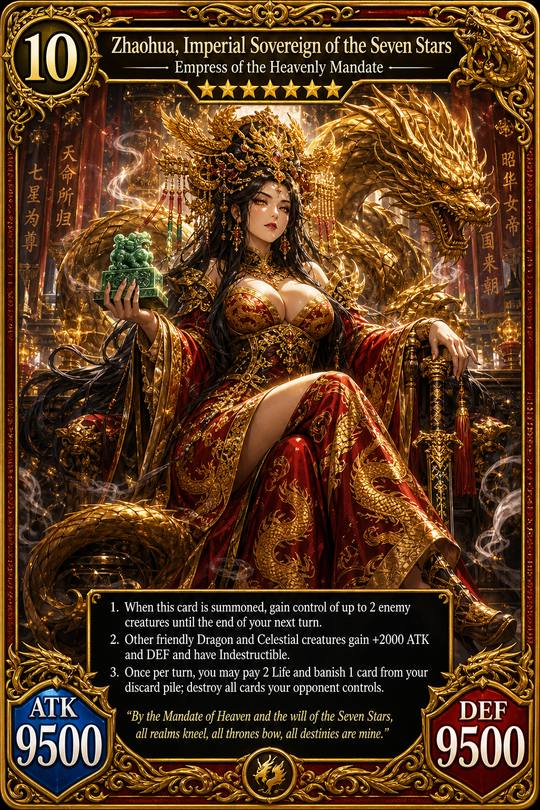 10
Zhaohua, Imperial Sovereign of the Seven Stars
Empress of the Heavenly Mandate
天命所归
七星为尊
昭华女帝
国来朝
1. When this card is summoned, gain control of up to 2 enemy
creatures until the end of your next turn.
2. Other friendly Dragon and Celestial creatures gain +2000 ATK
and DEF and have Indestructible.
3. Once per turn, you may pay 2 Life and banish 1 card from your
discard pile; destroy all cards your opponent controls.
“By the Mandate of Heaven and the will of the Seven Stars,
all realms kneel, all thrones bow, all destinies are mine.”
ATK
9500
DEF
9500